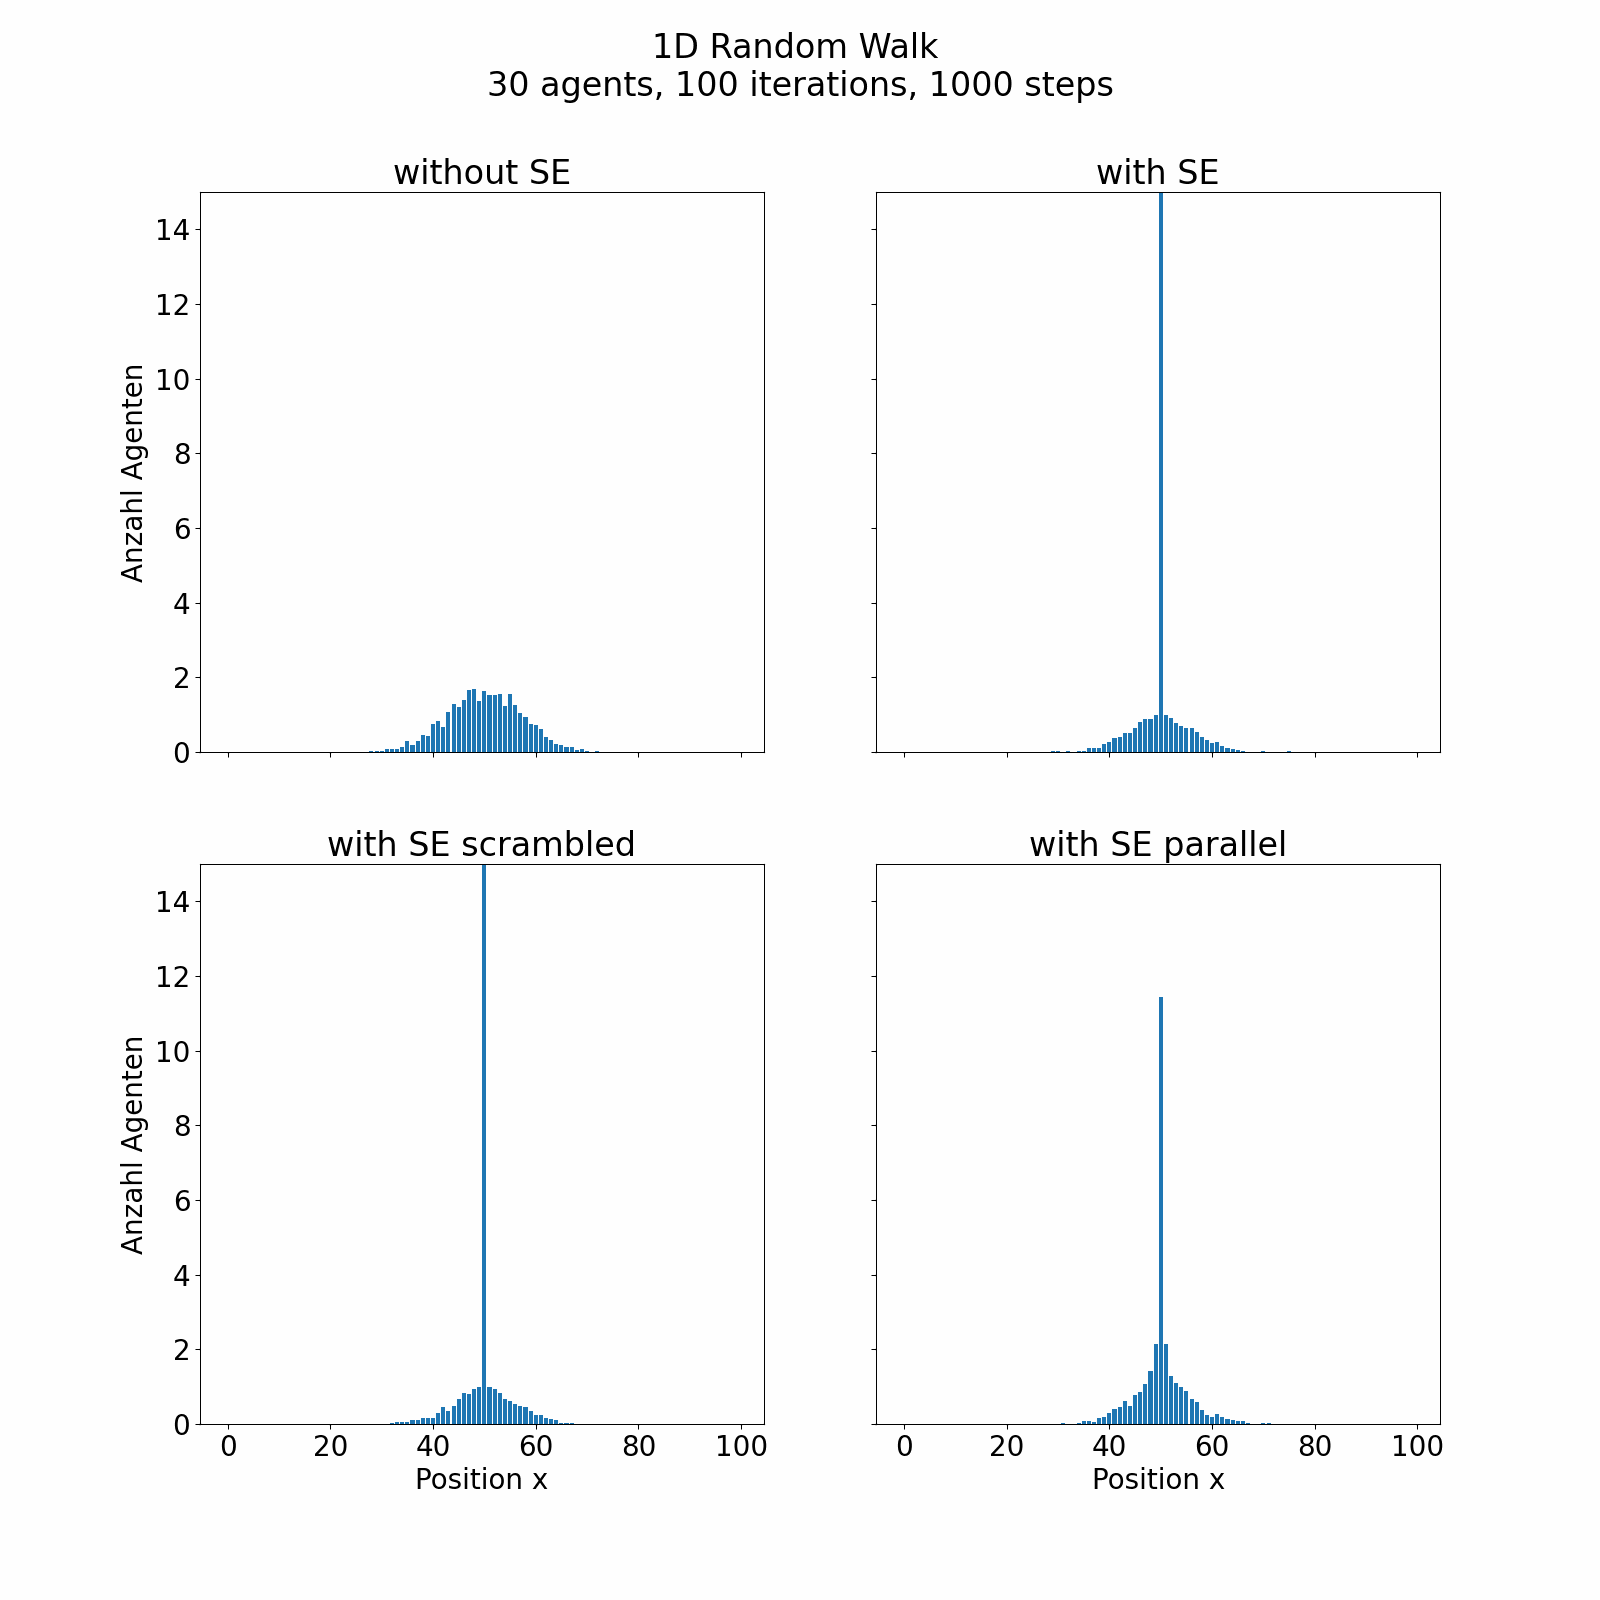 1D Random Walk
30 agents, 100 iterations, 1000 steps
without SE
with SE
14
12
10
8
6
4
2
0
Anzahl Agenten
with SE scrambled
with SE parallel
14
12
10
8
6
4
2
0
Anzahl Agenten
0 20 40 60 80 100
0 20 40 60 80 100
Position x
Position x